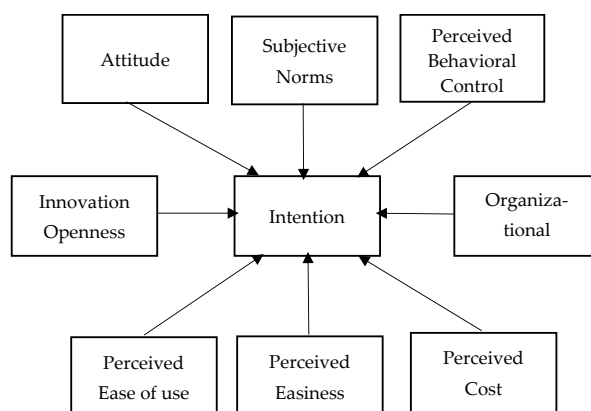 Attitude
Subjective
Norms
Perceived
Behavioral
Control
Innovation
Openness
Intention
Organiza-
tional
Perceived
Ease of use
Perceived
Easiness
Perceived
Cost